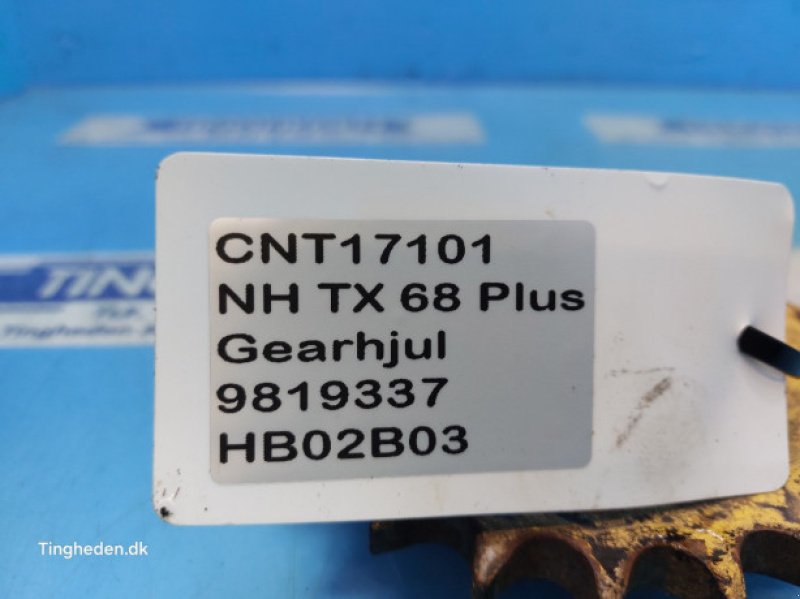 CNT17101
NH TX 68 Plus
Gearhjul
9819337
HB02B03
Tingheden.dk